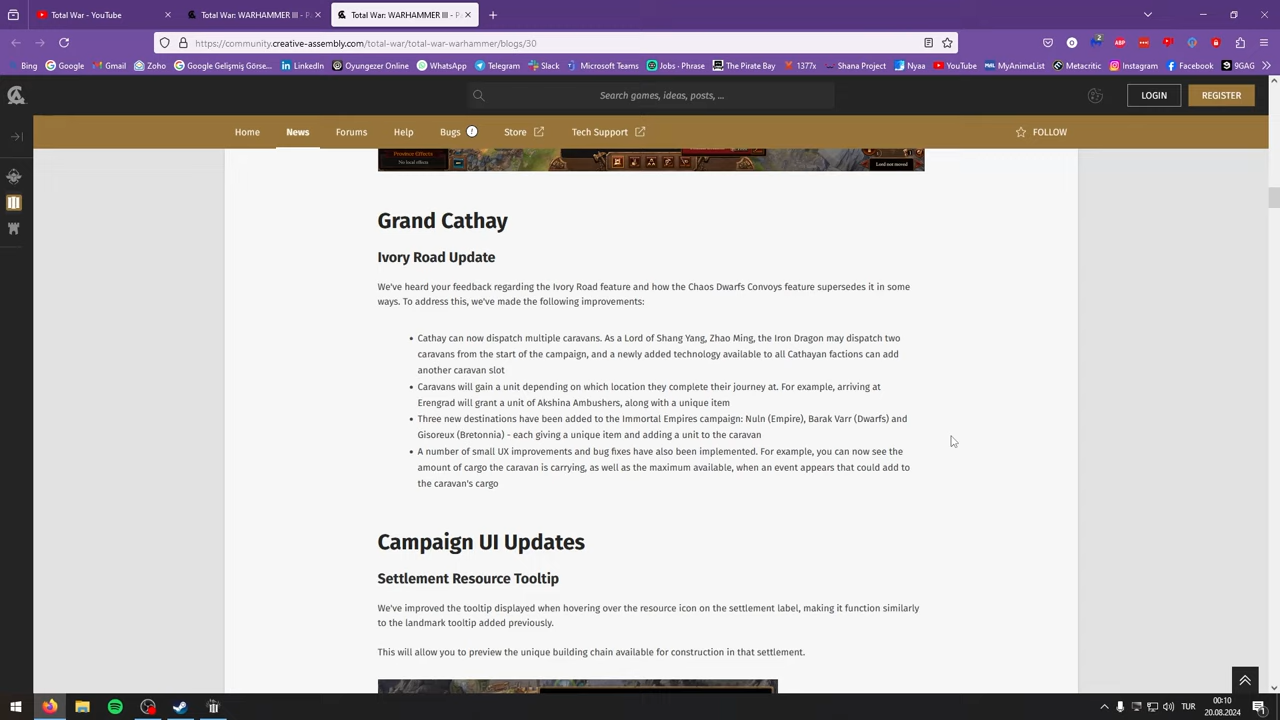 Total War - YouTube
Total War: WARHAMMER III - P
Total War: WARHAMMER III - P
https://community.creative-assembly.com/total-war/total-war-warhammer/blogs/30
Bing Google Gmail Zoho Google Gelişmiş Görse... LinkedIn Oyungezer Online WhatsApp Telegram Slack Microsoft Teams Jobs · Phrase The Pirate Bay 1377x Shana Project Nyaa YouTube MyAnimeList Metacritic Instagram Facebook 9GAG
Search games, ideas, posts, ...
LOGIN
REGISTER
Home News Forums Help Bugs Store Tech Support FOLLOW
Province Effects
No local effects
Lord not moved
Grand Cathay
Ivory Road Update
We've heard your feedback regarding the Ivory Road feature and how the Chaos Dwarfs Convoys feature supersedes it in some
ways. To address this, we've made the following improvements:
• Cathay can now dispatch multiple caravans. As a Lord of Shang Yang, Zhao Ming, the Iron Dragon may dispatch two
caravans from the start of the campaign, and a newly added technology available to all Cathayan factions can add
another caravan slot
• Caravans will gain a unit depending on which location they complete their journey at. For example, arriving at
Erengrad will grant a unit of Akshina Ambushers, along with a unique item
• Three new destinations have been added to the Immortal Empires campaign: Nuln (Empire), Barak Varr (Dwarfs) and
Gisoreux (Bretonnia) - each giving a unique item and adding a unit to the caravan
• A number of small UX improvements and bug fixes have also been implemented. For example, you can now see the
amount of cargo the caravan is carrying, as well as the maximum available, when an event appears that could add to
the caravan's cargo
Campaign UI Updates
Settlement Resource Tooltip
We've improved the tooltip displayed when hovering over the resource icon on the settlement label, making it function similarly
to the landmark tooltip added previously.
This will allow you to preview the unique building chain available for construction in that settlement.
TUR
00:10
20.08.2024